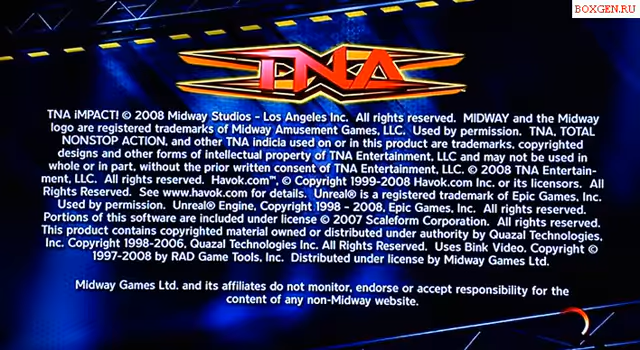 BOXGEN.RU
TNA
TNA iMPACT! © 2008 Midway Studios - Los Angeles Inc. All rights reserved. MIDWAY and the Midway
logo are registered trademarks of Midway Amusement Games, LLC. Used by permission. TNA, TOTAL
NONSTOP ACTION, and other TNA indicia used on or in this product are trademarks, copyrighted
designs and other forms of intellectual property of TNA Entertainment, LLC and may not be used in
whole or in part, without the prior written consent of TNA Entertainment, LLC. © 2008 TNA Entertain-
ment, LLC. All rights reserved. Havok.com™, © Copyright 1999-2008 Havok.com Inc. or its licensors. All
Rights Reserved. See www.havok.com for details. Unreal® is a registered trademark of Epic Games, Inc.
Used by permission. Unreal® Engine, Copyright 1998 - 2008, Epic Games, Inc. All rights reserved.
Portions of this software are included under license © 2007 Scaleform Corporation. All rights reserved.
This product contains copyrighted material owned or distributed under authority by Quazal Technologies,
Inc. Copyright 1998-2006, Quazal Technologies Inc. All Rights Reserved. Uses Bink Video. Copyright ©
1997-2008 by RAD Game Tools, Inc. Distributed under license by Midway Games Ltd.
Midway Games Ltd. and its affiliates do not monitor, endorse or accept responsibility for the
content of any non-Midway website.